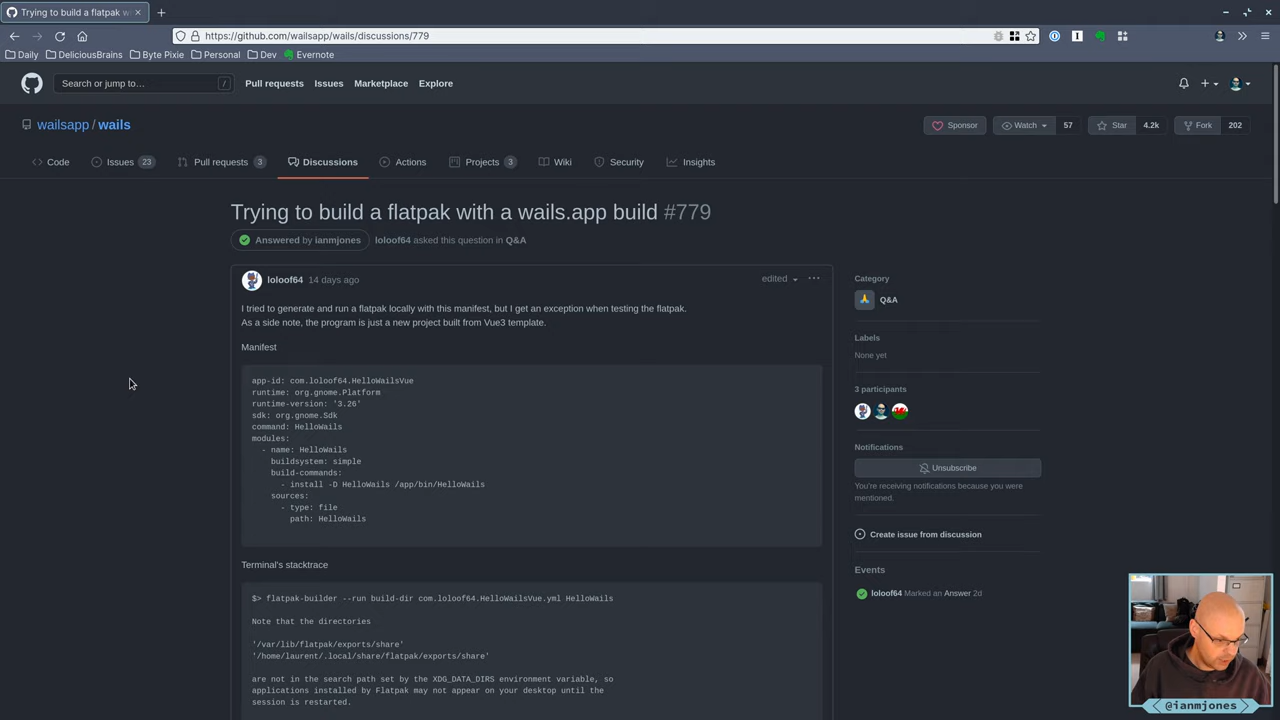 Trying to build a flatpak w
https://github.com/wailsapp/wails/discussions/779
Daily DeliciousBrains Byte Pixie Personal Dev Evernote
Search or jump to… / Pull requests Issues Marketplace Explore
wailsapp / wails Sponsor Watch 57 Star 4.2k Fork 202
Code Issues 23 Pull requests 3 Discussions Actions Projects 3 Wiki Security Insights
Trying to build a flatpak with a wails.app build #779
Answered by ianmjones loloof64 asked this question in Q&A
loloof64 14 days ago edited
I tried to generate and run a flatpak locally with this manifest, but I get an exception when testing the flatpak.
As a side note, the program is just a new project built from Vue3 template.
Manifest
app-id: com.loloof64.HelloWailsVue
runtime: org.gnome.Platform
runtime-version: '3.26'
sdk: org.gnome.Sdk
command: HelloWails
modules:
- name: HelloWails
buildsystem: simple
build-commands:
- install -D HelloWails /app/bin/HelloWails
sources:
- type: file
path: HelloWails
Terminal's stacktrace
$> flatpak-builder --run build-dir com.loloof64.HelloWailsVue.yml HelloWails
Note that the directories
'/var/lib/flatpak/exports/share'
'/home/laurent/.local/share/flatpak/exports/share'
are not in the search path set by the XDG_DATA_DIRS environment variable, so
applications installed by Flatpak may not appear on your desktop until the
session is restarted.
Category
Q&A
Labels
None yet
3 participants
Notifications
Unsubscribe
You're receiving notifications because you were
mentioned.
Create issue from discussion
Events
loloof64 Marked an Answer 2d
<@ianmjones>